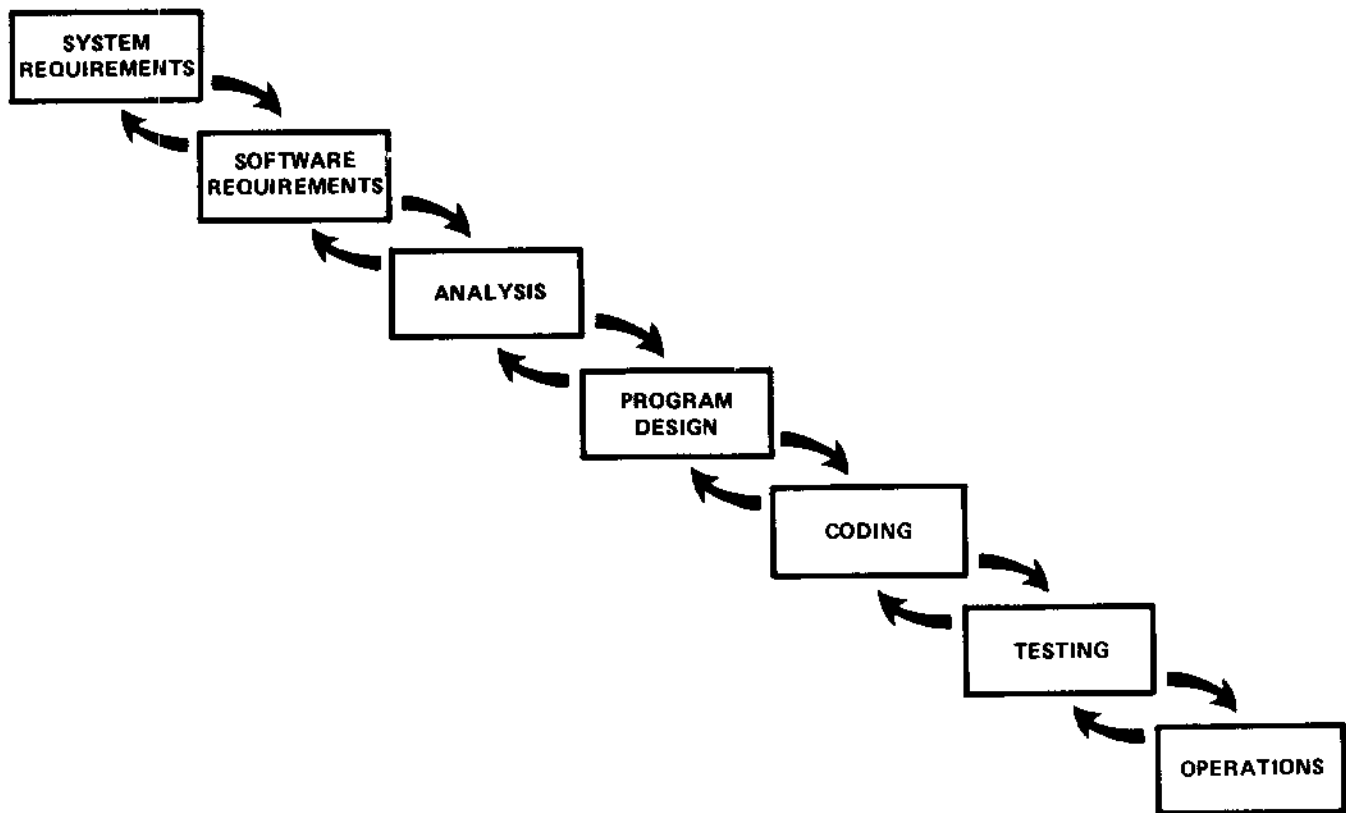 SYSTEM
REQUIREMENTS
SOFTWARE
REQUIREMENTS
ANALYSIS
PROGRAM
DESIGN
CODING
TESTING
OPERATIONS